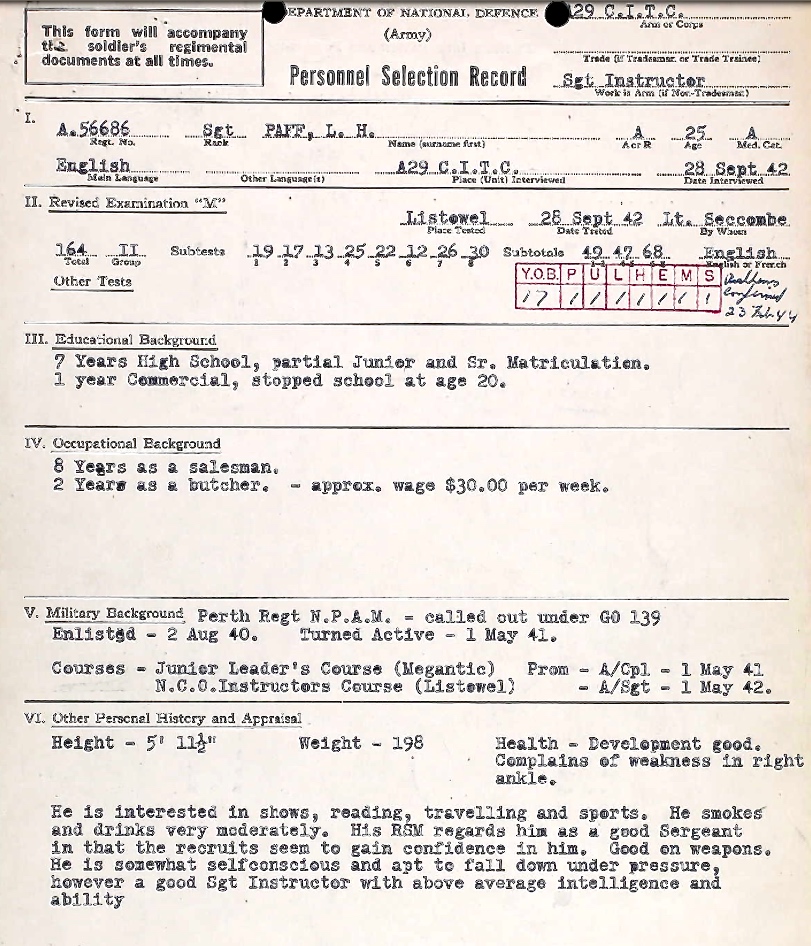 This form will accompany
the soldier's regimental
documents at all times.
DEPARTMENT OF NATIONAL DEFENCE
(Army)
Personnel Selection Record
A29 C.I.T.C.
Arm or Corps
Trade (if Tradesman or Trade Trainee)
Sgt Instructor
Work in Arm (if Non-Tradesman)
I.
A.56686 Sgt PAFF, L. H. A 25 A
Regt. No. Rank Name (surname first) A or R Age Med. Cat.
English A29 C.I.T.C. 28 Sept 42
Main Language Other Language(s) Place (Unit) Interviewed Date Interviewed
II. Revised Examination "M"
Listowel 28 Sept 42 Lt. Seccombe
Place Tested Date Tested By Whom
164 II Subtests 19 17 13 25 22 12 26 30 Subtotals 49 47 68 English
Total Group 1 2 3 4 5 6 7 8 English or French
Other Tests
Y.O.B. P U L H E M S
17 1 1 1 1 1 1 1
Pulhems
Confirmed
23 Feb 44
III. Educational Background
7 Years High School, partial Junior and Sr. Matriculation.
1 year Commercial, stopped school at age 20.
IV. Occupational Background
8 Years as a salesman.
2 Years as a butcher. - approx. wage $30.00 per week.
V. Military Background Perth Regt N.P.A.M. - called out under GO 139
Enlisted - 2 Aug 40. Turned Active - 1 May 41.
Courses - Junior Leader's Course (Megantic) Prom - A/Cpl - 1 May 41
N.C.O.Instructors Course (Listowel) - A/Sgt - 1 May 42.
VI. Other Personal History and Appraisal
Height - 5' 11½" Weight - 198 Health - Development good.
Complains of weakness in right
ankle.
He is interested in shows, reading, travelling and sports. He smokes
and drinks very moderately. His RSM regards him as a good Sergeant
in that the recruits seem to gain confidence in him. Good on weapons.
He is somewhat selfconscious and apt to fall down under pressure,
however a good Sgt Instructor with above average intelligence and
ability